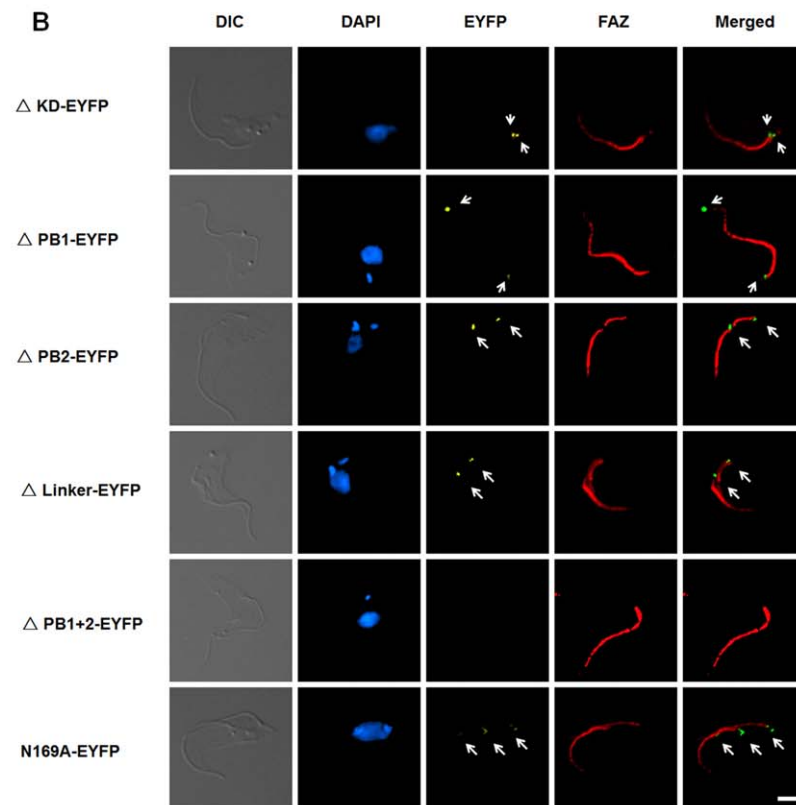 B
DIC DAPI EYFP FAZ Merged
△ KD-EYFP
△ PB1-EYFP
△ PB2-EYFP
△ Linker-EYFP
△ PB1+2-EYFP
N169A-EYFP